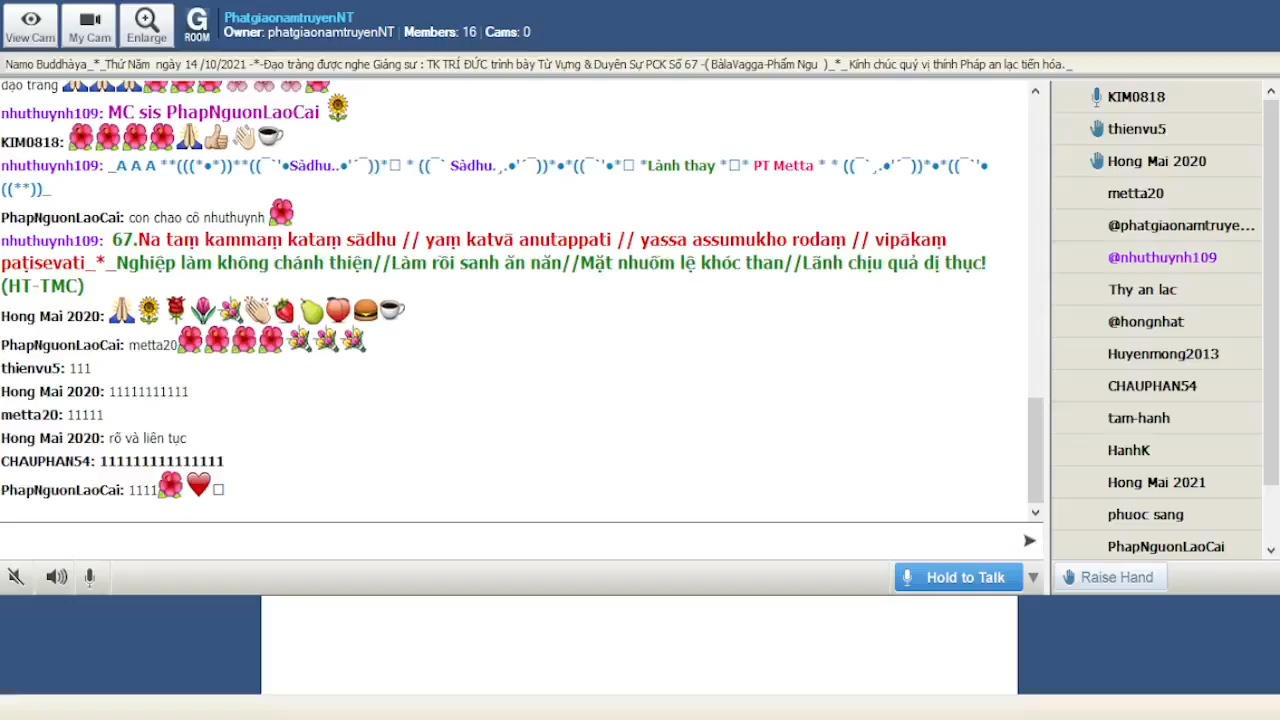 View Cam
My Cam
Enlarge
G
ROOM
PhatgiaonamtruyenNT
Owner: phatgiaonamtruyenNT | Members: 16 | Cams: 0
Namo Buddhàya_*_Thứ Năm ngày 14 /10/2021 -*-Đạo tràng được nghe Giảng sư : TK TRÍ ĐỨC trình bày Từ Vựng & Duyên Sự PCK Số 67 -( BàlaVagga-Phẩm Ngu )_*_ Kính chúc quý vị thính Pháp an lạc tiến hóa._
đạo tràng
nhuthuynh109: MC sis PhapNguonLaoCai
KIM0818:
nhuthuynh109: _A A A **(((*•*))**((¯`'•Sàdhu..•'´¯))*□ * ((¯` Sàdhu.¸.•'´¯))*•*((¯`'•*□ *Lành thay *□* PT Metta * * ((¯`¸.•'´¯))*•*((¯`'•
((**))_
PhapNguonLaoCai: con chao cô nhuthuynh
nhuthuynh109: 67.Na taṃ kammaṃ kataṃ sādhu // yaṃ katvā anutappati // yassa assumukho rodaṃ // vipākaṃ
paṭisevati_*_Nghiệp làm không chánh thiện//Làm rồi sanh ăn năn//Mặt nhuốm lệ khóc than//Lãnh chịu quả dị thục!
(HT-TMC)
Hong Mai 2020:
PhapNguonLaoCai: metta20
thienvu5: 111
Hong Mai 2020: 11111111111
metta20: 11111
Hong Mai 2020: rõ và liên tục
CHAUPHAN54: 111111111111111
PhapNguonLaoCai: 1111
Hold to Talk
KIM0818
thienvu5
Hong Mai 2020
metta20
@phatgiaonamtruye...
@nhuthuynh109
Thy an lac
@hongnhat
Huyenmong2013
CHAUPHAN54
tam-hanh
HanhK
Hong Mai 2021
phuoc sang
PhapNguonLaoCai
Raise Hand